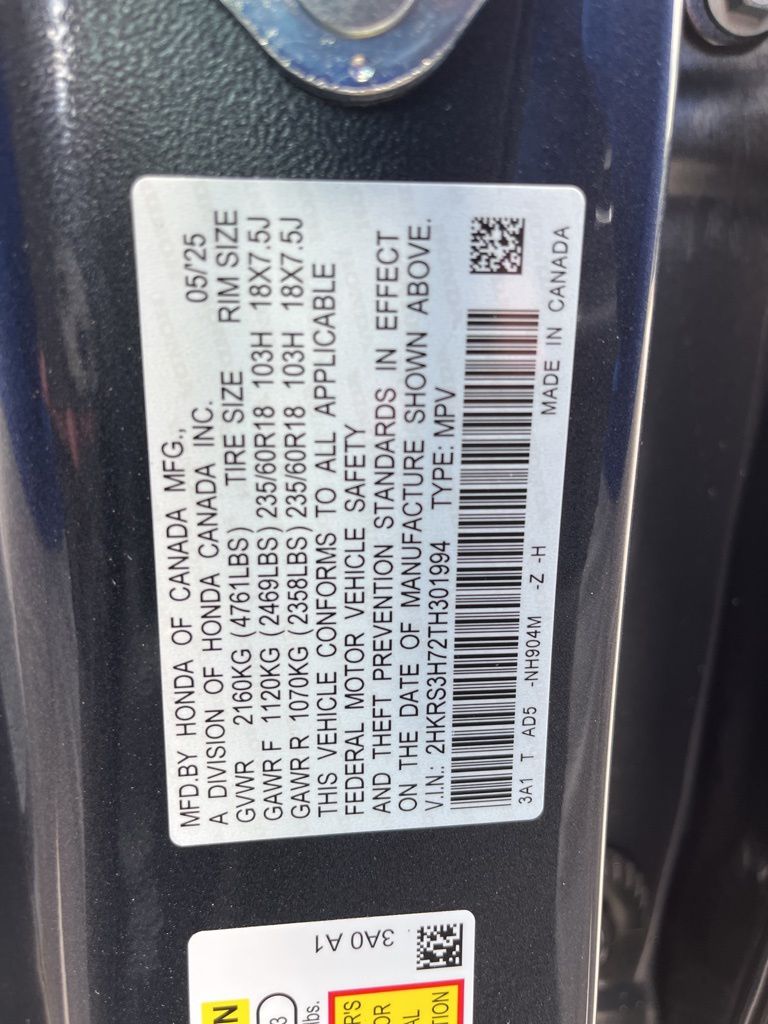 MFD.BY HONDA OF CANADA MFG., 05/'25
A DIVISION OF HONDA CANADA INC.
GVWR 2160KG (4761LBS) TIRE SIZE RIM SIZE
GAWR F 1120KG (2469LBS) 235/60R18 103H 18X7.5J
GAWR R 1070KG (2358LBS) 235/60R18 103H 18X7.5J
THIS VEHICLE CONFORMS TO ALL APPLICABLE
FEDERAL MOTOR VEHICLE SAFETY
AND THEFT PREVENTION STANDARDS IN EFFECT
ON THE DATE OF MANUFACTURE SHOWN ABOVE.
V.I.N.: 2HKRS3H72TH301994 TYPE: MPV
3A1 T AD5 -NH904M -Z -H MADE IN CANADA
3A0 A1
lbs.